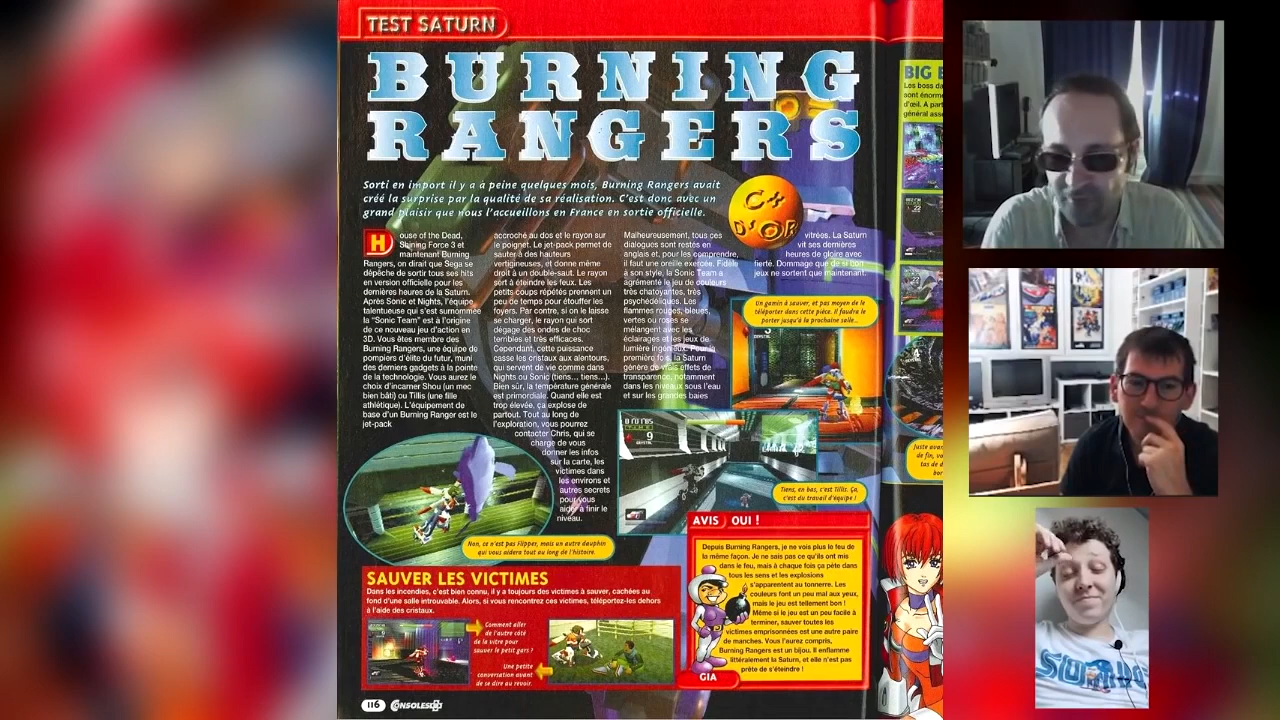 TEST SATURN
BURNING
RANGERS
Sorti en import il y a à peine quelques mois, Burning Rangers avait
créé la surprise par la qualité de sa réalisation. C'est donc avec un
grand plaisir que nous l'accueillons en France en sortie officielle.
C+
D'OR
House of the Dead,
Shining Force 3 et
maintenant Burning
Rangers, on dirait que Sega se
dépêche de sortir tous ses hits
en version officielle pour les
dernières heures de la Saturn.
Après Sonic et Nights, l'équipe
talentueuse qui s'est surnommée
la "Sonic Team" est à l'origine
de ce nouveau jeu d'action en
3D. Vous êtes membre des
Burning Rangers, une équipe de
pompiers d'élite du futur, muni
des derniers gadgets à la pointe
de la technologie. Vous aurez le
choix d'incarner Shou (un mec
bien bâti) ou Tillis (une fille
athlétique). L'équipement de
base d'un Burning Ranger est le
jet-pack
accroché au dos et le rayon sur
le poignet. Le jet-pack permet de
sauter à des hauteurs
vertigineuses, et donne même
droit à un double-saut. Le rayon
sert à éteindre les feux. Les
petits coups répétés prennent un
peu de temps pour étouffer les
foyers. Par contre, si on le laisse
se charger, le rayon qui sort
dégage des ondes de choc
terribles et très efficaces.
Cependant, cette puissance
casse les cristaux aux alentours,
qui servent de vie comme dans
Nights ou Sonic (tiens... tiens...).
Bien sûr, la température générale
est primordiale. Quand elle est
trop élevée, ça explose de
partout. Tout au long de
l'exploration, vous pourrez
contacter Chris, qui se
charge de vous
donner les infos
sur la carte, les
victimes dans
les environs et
autres secrets
pour vous
aider à finir le
niveau.
Malheureusement, tous ces
dialogues sont restés en
anglais et, pour les comprendre,
il faut une oreille exercée. Fidèle
à son style, la Sonic Team a
agrémenté le jeu de couleurs
très chatoyantes, très
psychédéliques. Les
flammes rouges, bleues,
vertes ou roses se
mélangent avec les
éclairages et les jeux de
lumière ingénieux. Pour la
première fois, la Saturn
génère de vrais effets de
transparence, notamment
dans les niveaux sous l'eau
et sur les grandes baies
vitrées. La Saturn
vit ses dernières
heures de gloire avec
fierté. Dommage que de si bons
jeux ne sortent que maintenant.
Un gamin à sauver, et pas moyen de le
téléporter dans cette pièce. Il faudra le
porter jusqu'à la prochaine salle...
Tiens, en bas, c'est Tillis. Ça,
c'est du travail d'équipe !
Non, ce n'est pas Flipper, mais un autre dauphin
qui vous aidera tout au long de l'histoire
SAUVER LES VICTIMES
Dans les incendies, c'est bien connu, il y a toujours des victimes à sauver, cachées au
fond d'une salle introuvable. Alors, si vous rencontrez ces victimes, téléportez-les dehors
à l'aide des cristaux.
Comment aller
de l'autre côté
de la vitre pour
sauver le petit gars ?
Une petite
conversation avant
de se dire au revoir.
AVIS OUI !
Depuis Burning Rangers, je ne vois plus le feu de
la même façon. Je ne sais pas ce qu'ils ont mis
dans le feu, mais à chaque fois ça pète dans
tous les sens et les explosions
s'apparentent au tonnerre. Les
couleurs font un peu mal aux yeux,
mais le jeu est tellement bon !
Même si le jeu est un peu facile à
terminer, sauver toutes les
victimes emprisonnées est une autre paire
de manches. Vous l'aurez compris,
Burning Rangers est un bijou. Il enflamme
littéralement la Saturn, et elle n'est pas
prête de s'éteindre !
GIA
116 CONSOLES
BIG
Les boss
sont énorm
d'œil. A part
général